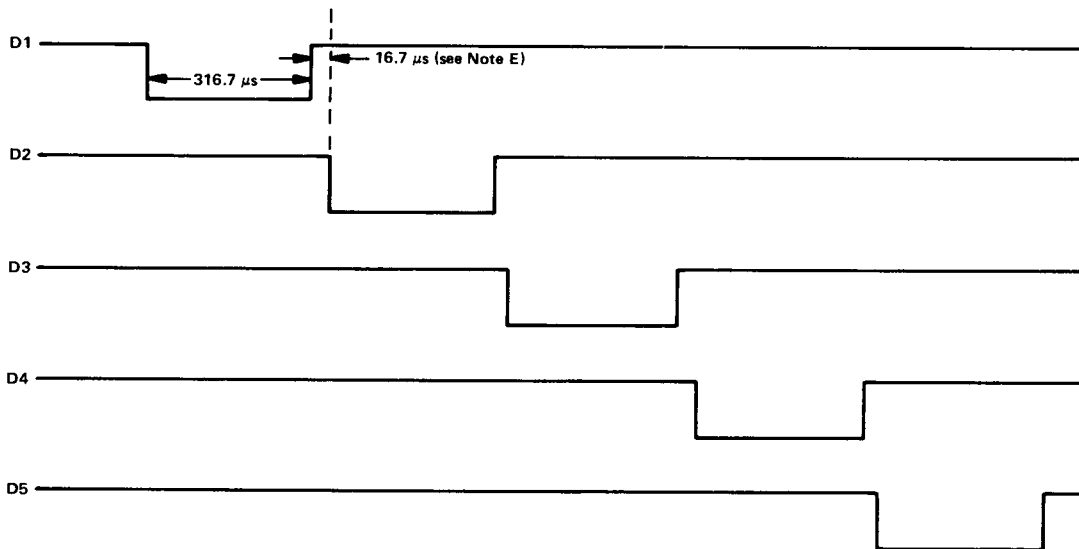 D1
16.7 μs (see Note E)
316.7 μs
D2
D3
D4
D5